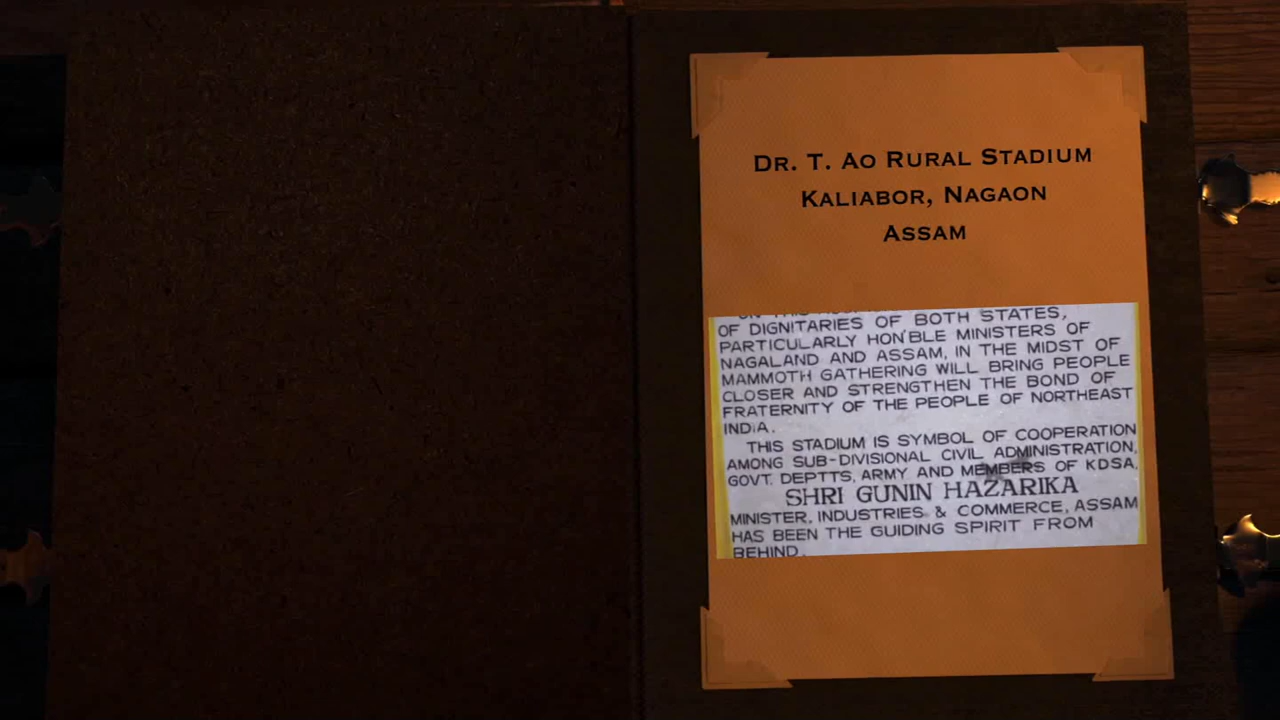 DR. T. AO RURAL STADIUM
KALIABOR, NAGAON
ASSAM
ON THIS
OF DIGNITARIES OF BOTH STATES,
PARTICULARLY HON'BLE MINISTERS OF
NAGALAND AND ASSAM, IN THE MIDST OF
MAMMOTH GATHERING WILL BRING PEOPLE
CLOSER AND STRENGTHEN THE BOND OF
FRATERNITY OF THE PEOPLE OF NORTHEAST
INDIA.
THIS STADIUM IS SYMBOL OF COOPERATION
AMONG SUB-DIVISIONAL CIVIL ADMINISTRATION,
GOVT. DEPTTS, ARMY AND MEMBERS OF KDSA.
SHRI GUNIN HAZARIKA
MINISTER, INDUSTRIES & COMMERCE, ASSAM
HAS BEEN THE GUIDING SPIRIT FROM
BEHIND.